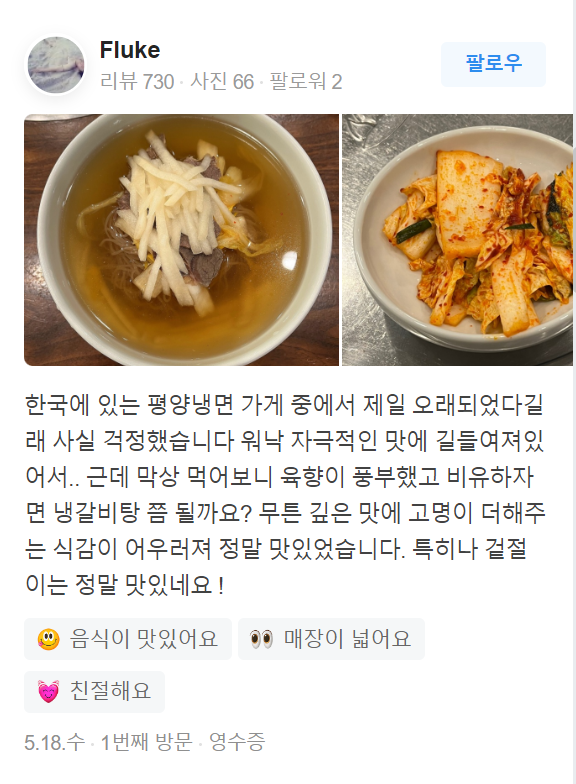 Fluke
리뷰 730 · 사진 66 · 팔로워 2
팔로우
한국에 있는 평양냉면 가게 중에서 제일 오래되었다길
래 사실 걱정했습니다 워낙 자극적인 맛에 길들여져있
어서.. 근데 막상 먹어보니 육향이 풍부했고 비유하자
면 냉갈비탕 쯤 될까요? 무튼 깊은 맛에 고명이 더해주
는 식감이 어우러져 정말 맛있었습니다. 특히나 겉절
이는 정말 맛있네요 !
음식이 맛있어요
매장이 넓어요
친절해요
5.18.수 · 1번째 방문 · 영수증